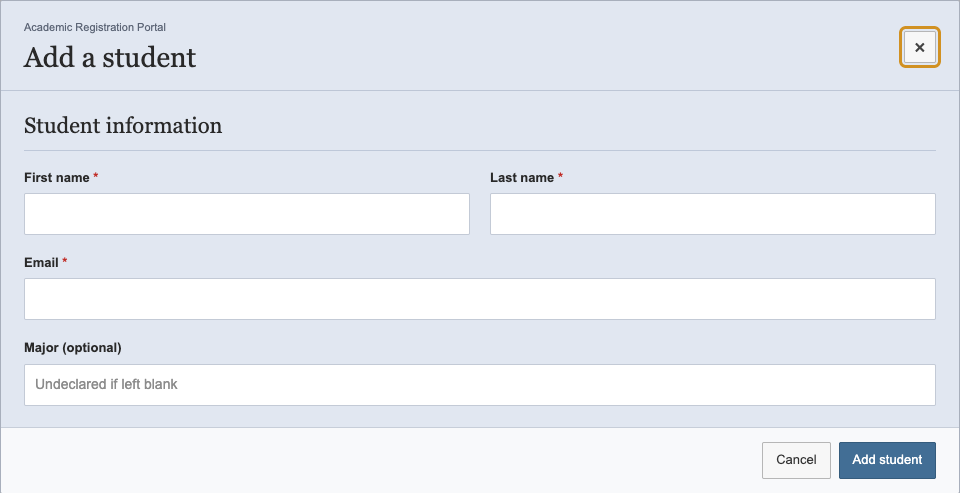 Academic Registration Portal
Add a student
×
Student information
First name *
Last name *
Email *
Major (optional)
Undeclared if left blank
Cancel
Add student